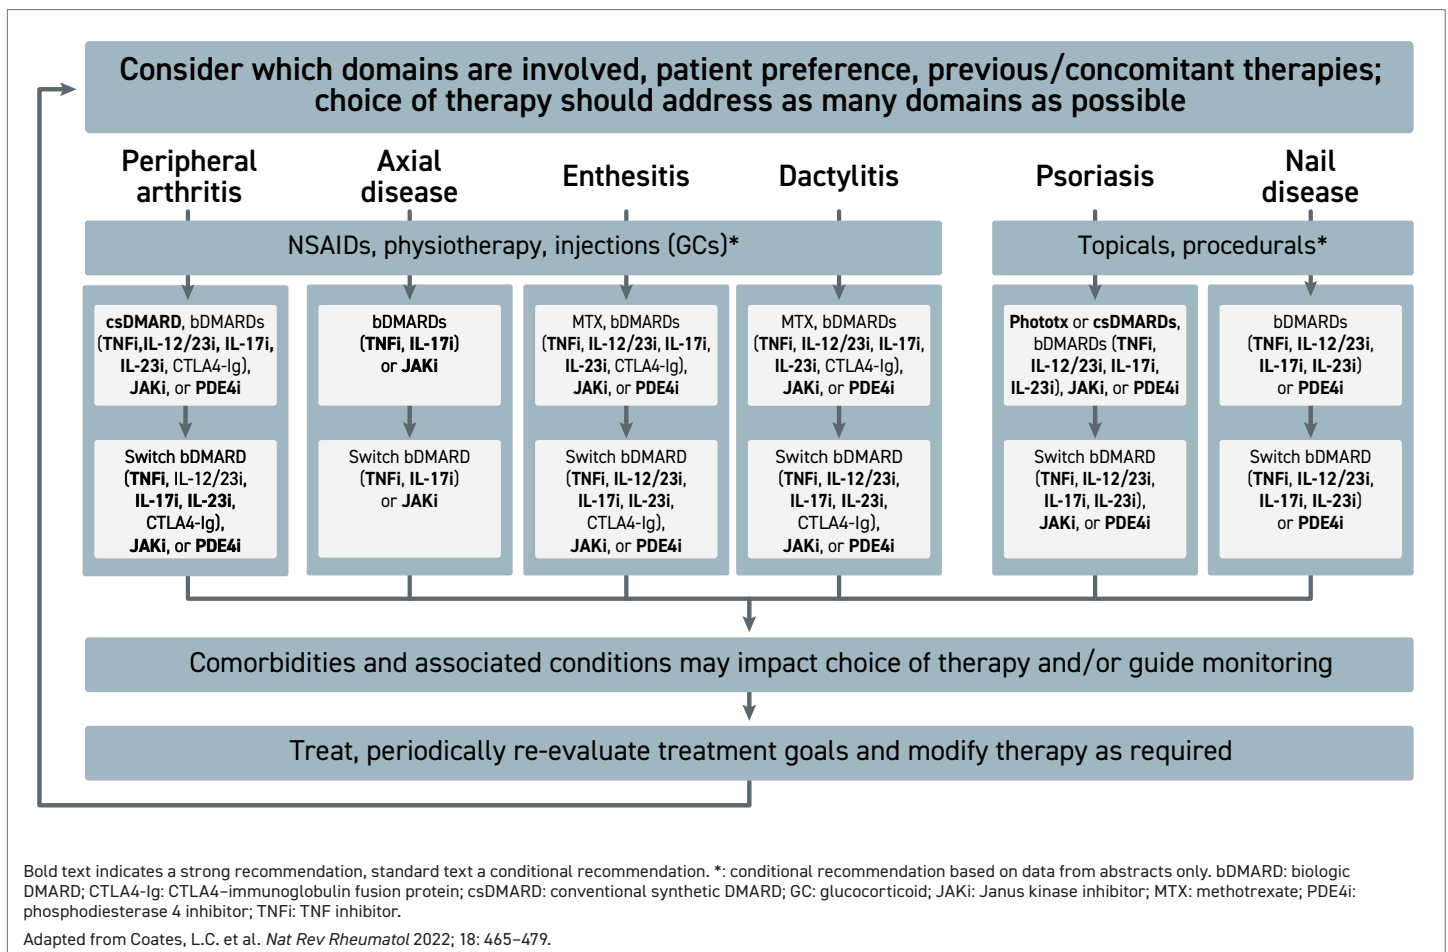 Consider which domains are involved, patient preference, previous/concomitant therapies;
choice of therapy should address as many domains as possible
Peripheral
arthritis
Axial
disease
Enthesitis
Dactylitis
Psoriasis
Nail
disease
NSAIDs, physiotherapy, injections (GCs)*
Topicals, procedurals*
csDMARD, bDMARDs
(TNFi,IL-12/23i, IL-17i,
IL-23i, CTLA4-Ig),
JAKi, or PDE4i
bDMARDs
(TNFi, IL-17i)
or JAKi
MTX, bDMARDs
(TNFi, IL-12/23i, IL-17i,
IL-23i, CTLA4-Ig),
JAKi, or PDE4i
MTX, bDMARDs
(TNFi, IL-12/23i, IL-17i,
IL-23i, CTLA4-Ig),
JAKi, or PDE4i
Phototx or csDMARDs,
bDMARDs (TNFi,
IL-12/23i, IL-17i,
IL-23i), JAKi, or PDE4i
bDMARDs
(TNFi, IL-12/23i,
IL-17i, IL-23i)
or PDE4i
Switch bDMARD
(TNFi, IL-12/23i,
IL-17i, IL-23i,
CTLA4-Ig),
JAKi, or PDE4i
Switch bDMARD
(TNFi, IL-17i)
or JAKi
Switch bDMARD
(TNFi, IL-12/23i,
IL-17i, IL-23i,
CTLA4-Ig),
JAKi, or PDE4i
Switch bDMARD
(TNFi, IL-12/23i,
IL-17i, IL-23i,
CTLA4-Ig),
JAKi, or PDE4i
Switch bDMARD
(TNFi, IL-12/23i,
IL-17i, IL-23i),
JAKi, or PDE4i
Switch bDMARD
(TNFi, IL-12/23i,
IL-17i, IL-23i)
or PDE4i
Comorbidities and associated conditions may impact choice of therapy and/or guide monitoring
Treat, periodically re-evaluate treatment goals and modify therapy as required
Bold text indicates a strong recommendation, standard text a conditional recommendation. *: conditional recommendation based on data from abstracts only. bDMARD: biologic
DMARD; CTLA4-Ig: CTLA4–immunoglobulin fusion protein; csDMARD: conventional synthetic DMARD; GC: glucocorticoid; JAKi: Janus kinase inhibitor; MTX: methotrexate; PDE4i:
phosphodiesterase 4 inhibitor; TNFi: TNF inhibitor.
Adapted from Coates, L.C. et al. Nat Rev Rheumatol 2022; 18: 465–479.